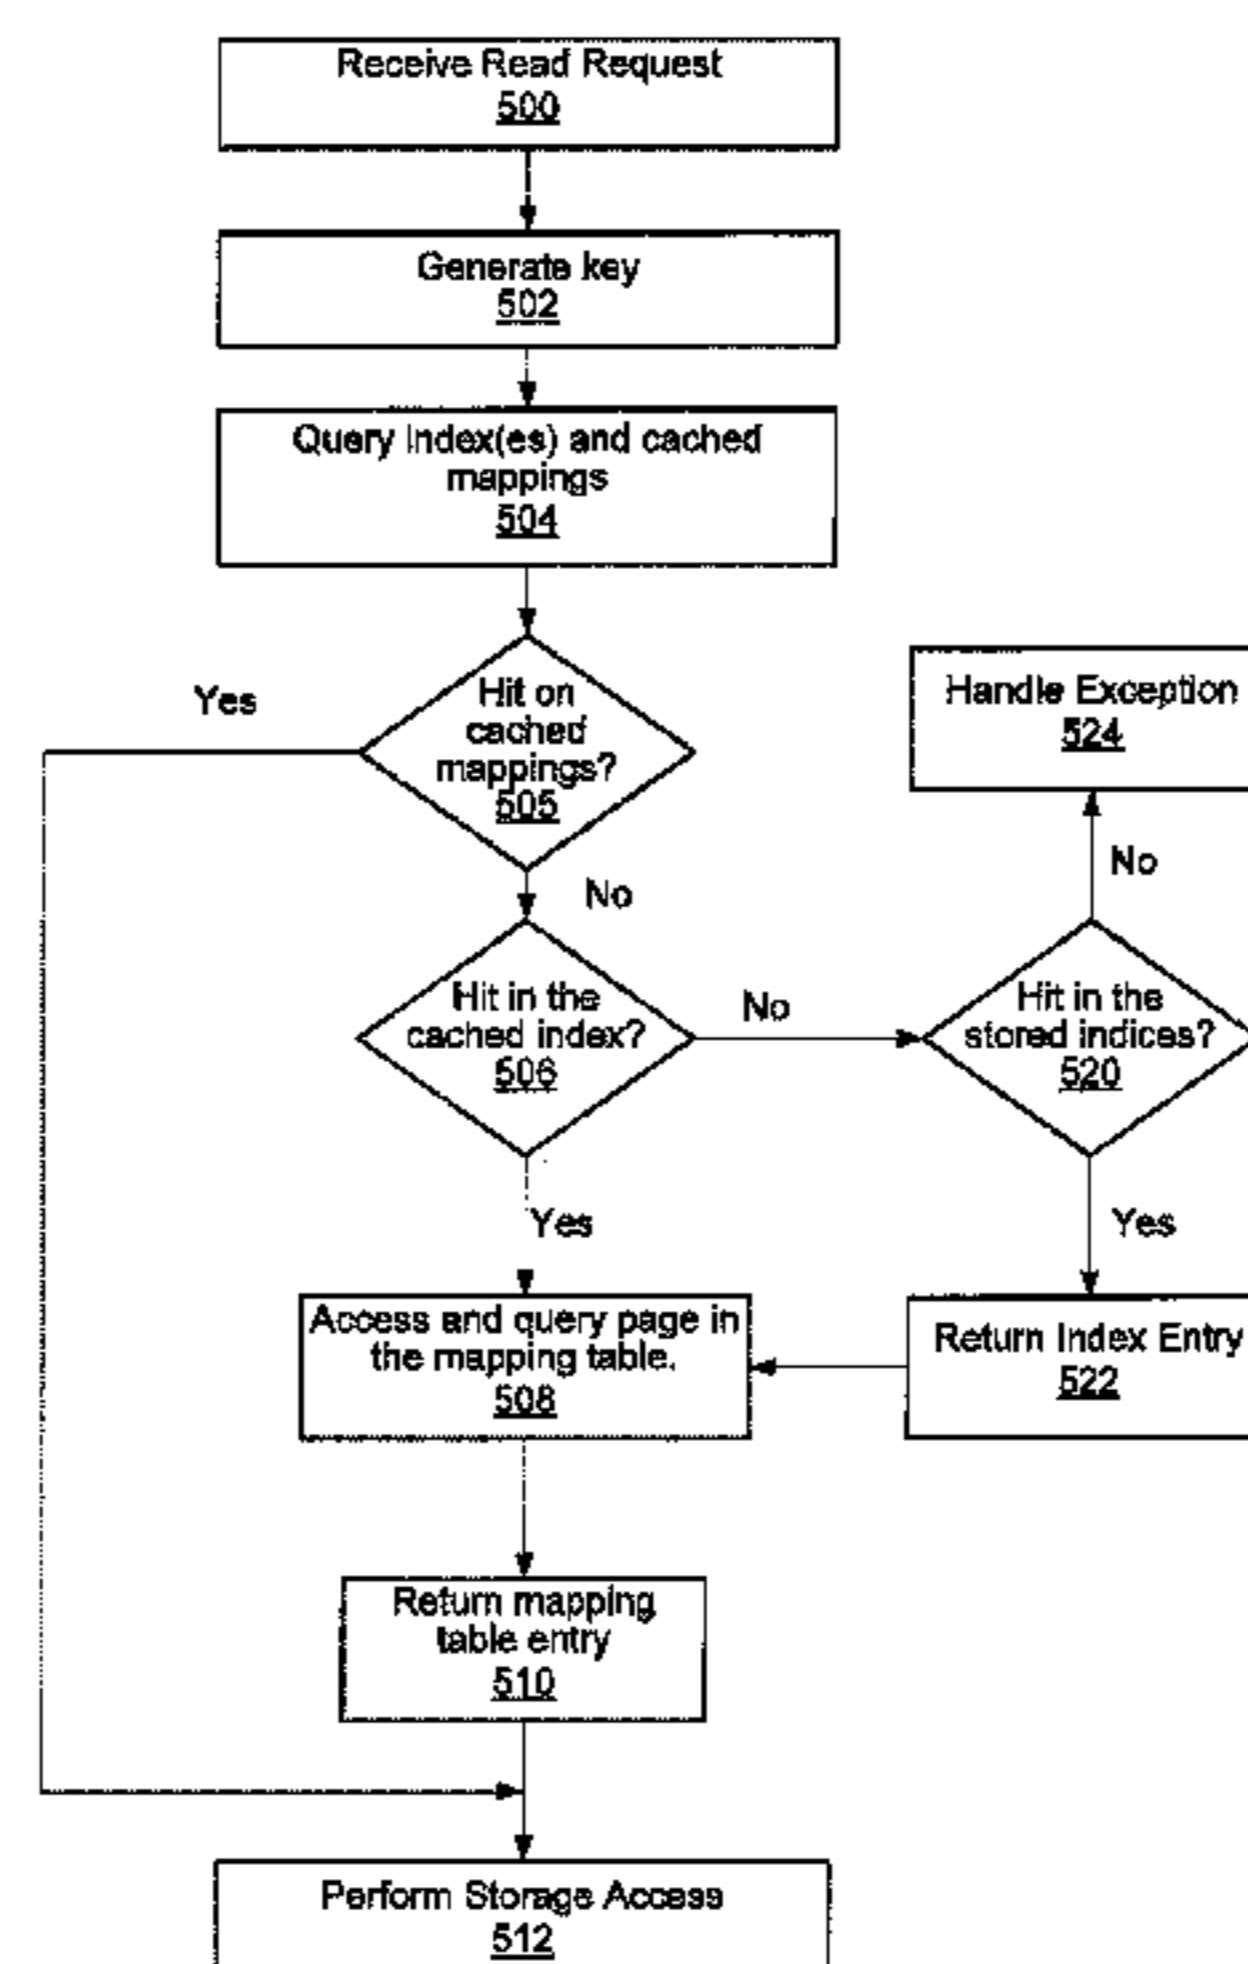 Receive Read Request
500
Generate key
502
Query Index(es) and cached
mappings
504
Yes
Hit on
cached
mappings?
505
Handle Exception
524
No
No
Hit in the
cached index?
506
No
Hit in the
stored indices?
520
Yes
Yes
Access and query page in
the mapping table.
508
Return Index Entry
522
Return mapping
table entry
510
Perform Storage Access
512